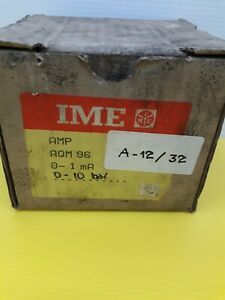 IME
AMP
AQM 96
0- 1 mA
0-10 bar
A-12/32